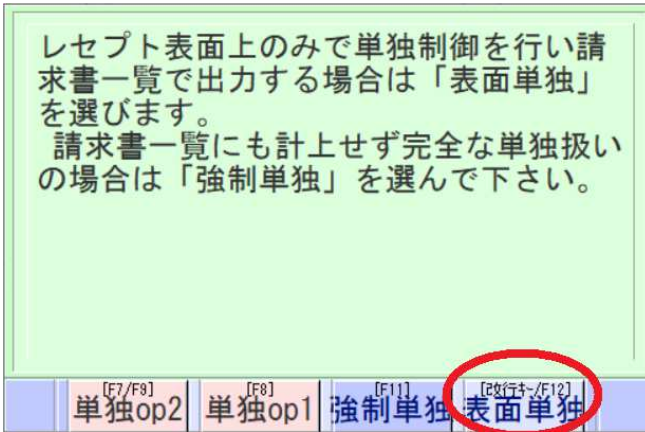 レセプト表面上のみで単独制御を行い請
求書一覧で出力する場合は「表面単独」
を選びます。
請求書一覧にも計上せず完全な単独扱い
の場合は「強制単独」を選んで下さい。
[F7/F9] [F8] [F11] [改行キー/F12]
単独op2 単独op1 強制単独 表面単独